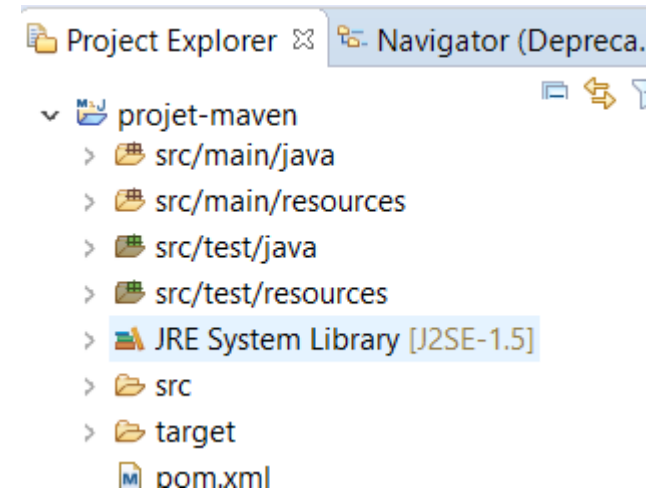 Project Explorer Navigator (Depreca.
projet-maven
src/main/java
src/main/resources
src/test/java
src/test/resources
JRE System Library [J2SE-1.5]
src
target
pom.xml